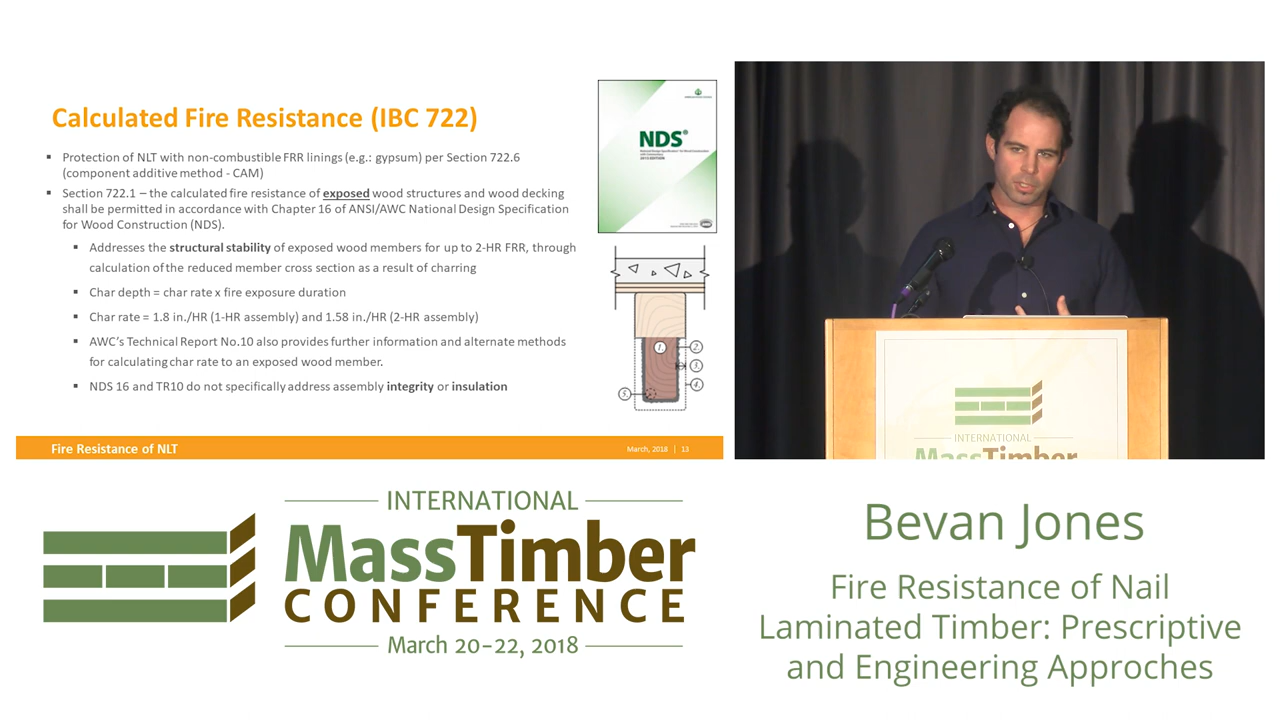 Calculated Fire Resistance (IBC 722)
▪ Protection of NLT with non-combustible FRR linings (e.g.: gypsum) per Section 722.6
(component additive method - CAM)
▪ Section 722.1 – the calculated fire resistance of exposed wood structures and wood decking
shall be permitted in accordance with Chapter 16 of ANSI/AWC National Design Specification
for Wood Construction (NDS).
▪ Addresses the structural stability of exposed wood members for up to 2-HR FRR, through
calculation of the reduced member cross section as a result of charring
▪ Char depth = char rate x fire exposure duration
▪ Char rate = 1.8 in./HR (1-HR assembly) and 1.58 in./HR (2-HR assembly)
▪ AWC's Technical Report No.10 also provides further information and alternate methods
for calculating char rate to an exposed wood member.
▪ NDS 16 and TR10 do not specifically address assembly integrity or insulation
NDS®
1.
2.
3.
4.
5.
Fire Resistance of NLT
March, 2018 | 13
INTERNATIONAL
MassTimber
INTERNATIONAL
MassTimber
CONFERENCE
March 20–22, 2018
Bevan Jones
Fire Resistance of Nail
Laminated Timber: Prescriptive
and Engineering Approches